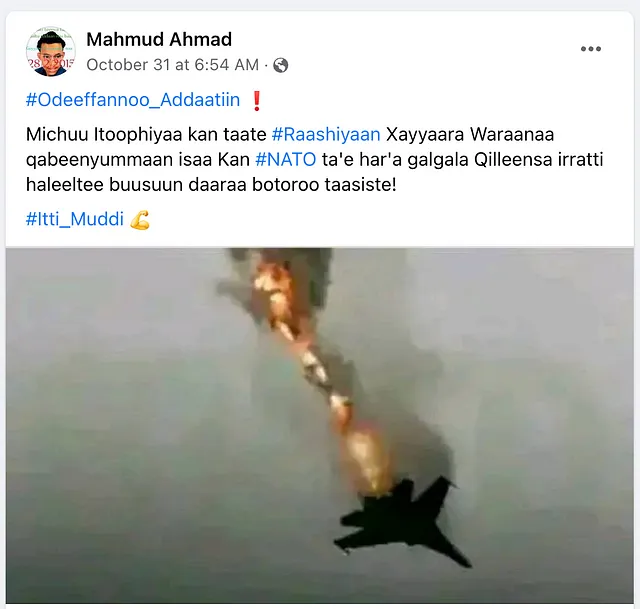 Mahmud Ahmad
October 31 at 6:54 AM ·
#Odeeffannoo_Addaatiin ❗
Michuu Itoophiyaa kan taate #Raashiyaan Xayyaara Waraanaa
qabeenyummaan isaa Kan #NATO ta'e har'a galgala Qilleensa irratti
haleeltee buusuun daaraa botoroo taasiste!
#Itti_Muddi 💪